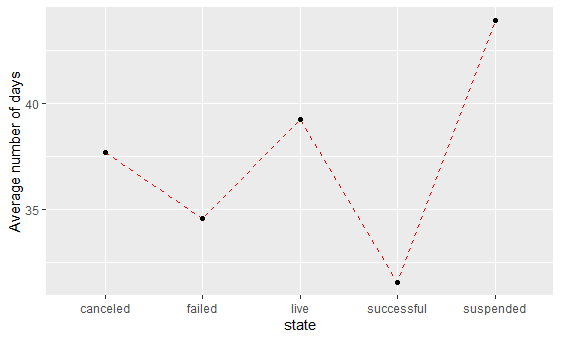 Average number of days
40
35
canceled failed live successful suspended
state